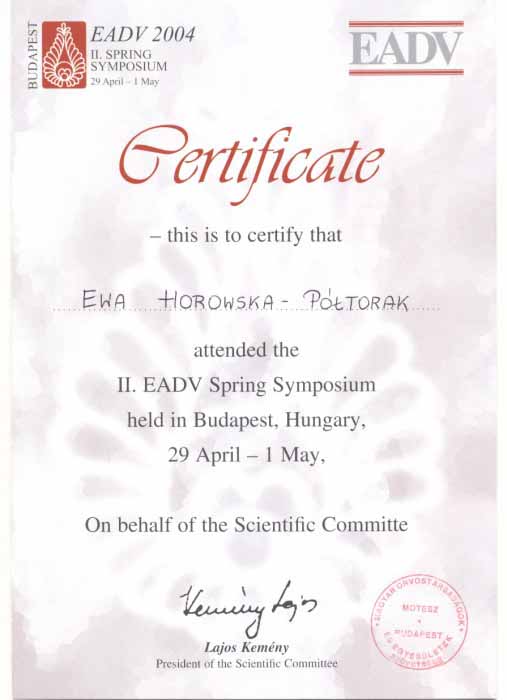 BUDAPEST
EADV 2004
II. SPRING
SYMPOSIUM
29 April – 1 May
EADV
Certificate
– this is to certify that
EWA HOROWSKA - PÓŁTORAK
attended the
II. EADV Spring Symposium
held in Budapest, Hungary,
29 April – 1 May,
On behalf of the Scientific Committe
Kemény Lajos
Lajos Kemény
President of the Scientific Committee
MAGYAR ORVOSTÁRSASÁGOK
ÉS EGYESÜLETEK
MOTESZ
BUDAPEST